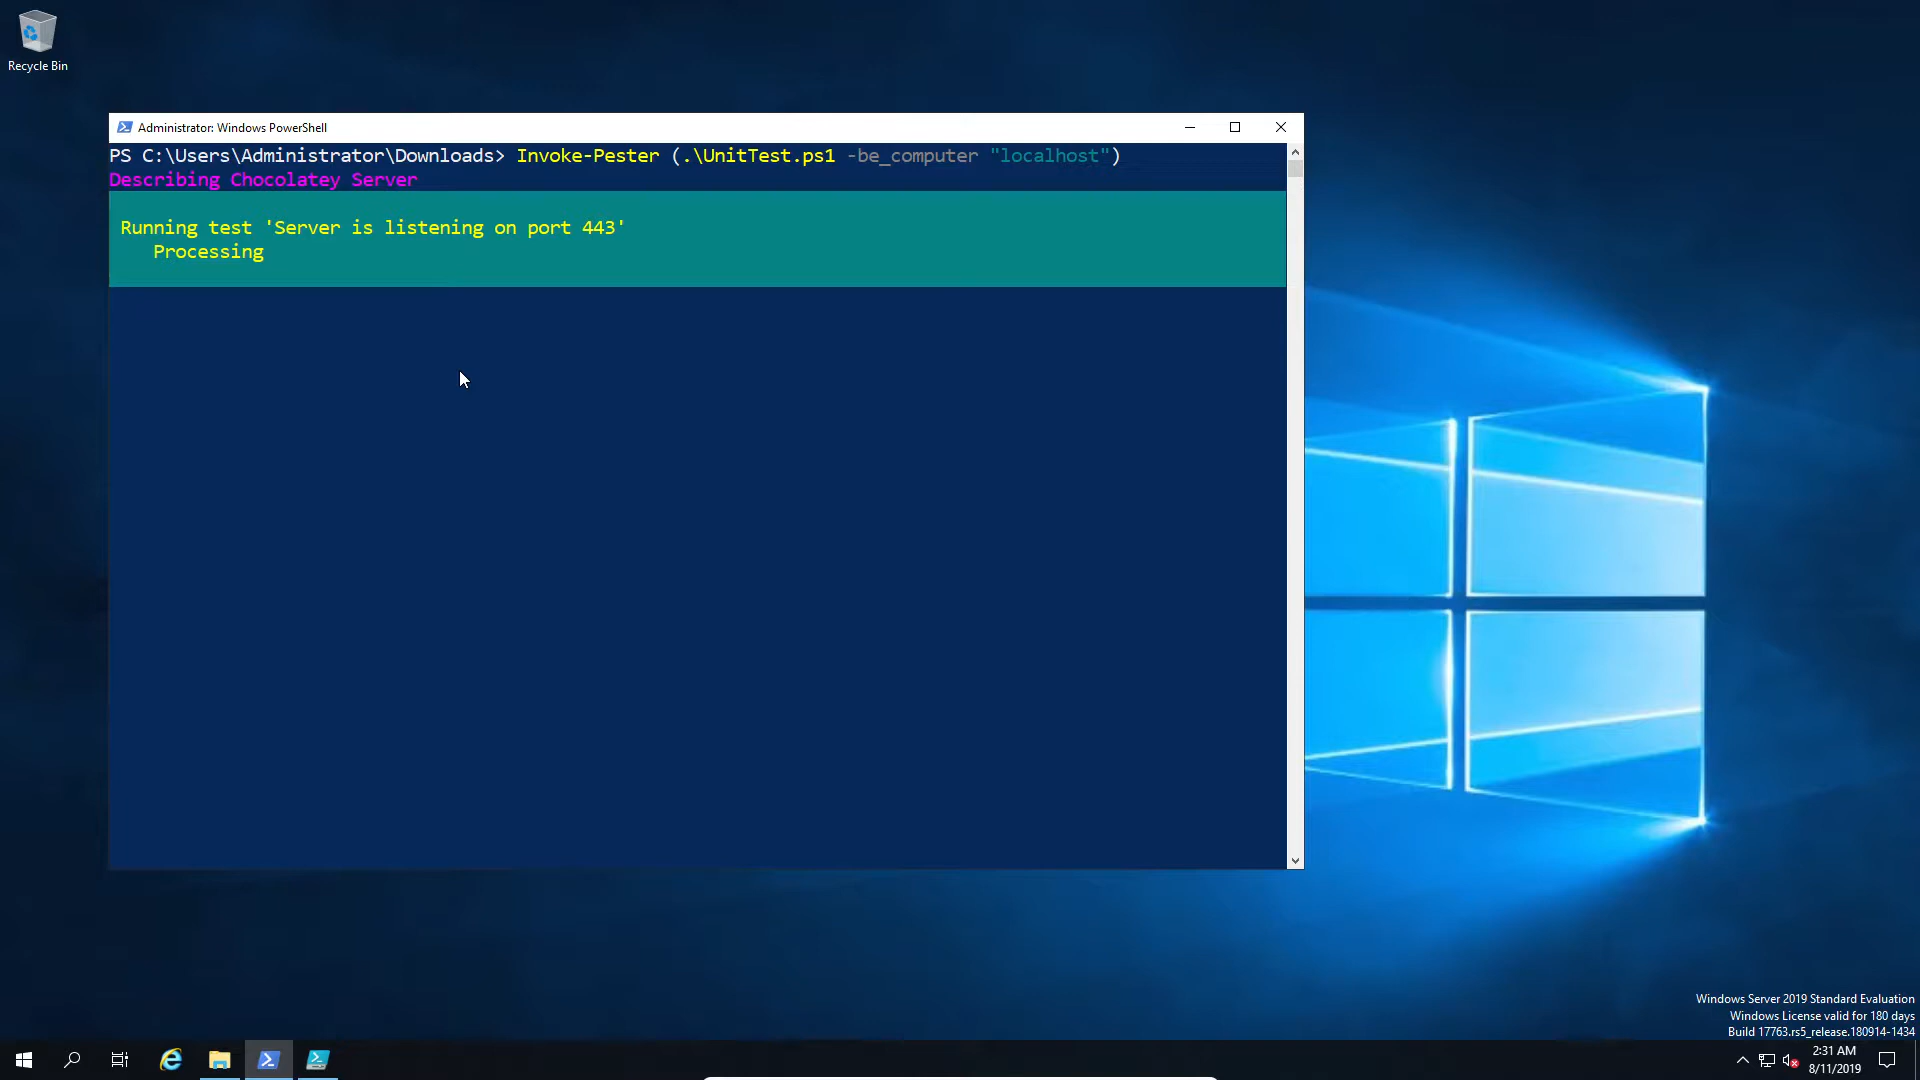 Recycle Bin
Administrator: Windows PowerShell
PS C:\Users\Administrator\Downloads> Invoke-Pester (.\UnitTest.ps1 -be_computer "localhost")
Describing Chocolatey Server
Running test 'Server is listening on port 443'
Processing
Windows Server 2019 Standard Evaluation
Windows License valid for 180 days
Build 17763.rs5_release.180914-1434
2:31 AM
8/11/2019